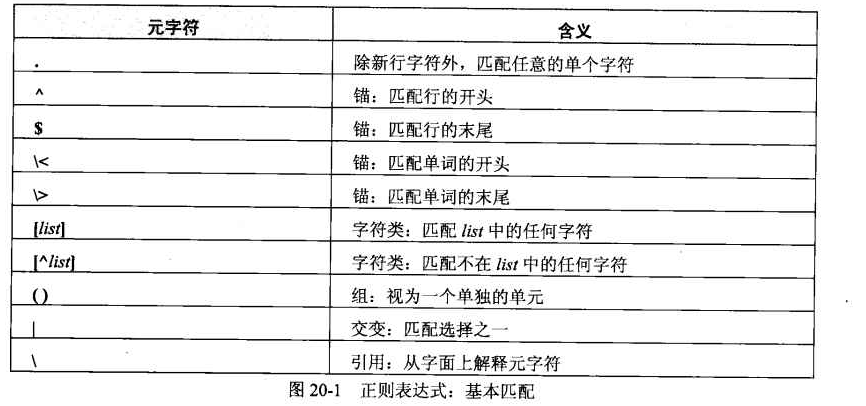 元字符 含义
. 除新行字符外，匹配任意的单个字符
^ 锚：匹配行的开头
$ 锚：匹配行的末尾
\< 锚：匹配单词的开头
\> 锚：匹配单词的末尾
[list] 字符类：匹配 list 中的任何字符
[^list] 字符类：匹配不在 list 中的任何字符
() 组：视为一个单独的单元
| 交变：匹配选择之一
\ 引用：从字面上解释元字符
图 20-1 正则表达式：基本匹配